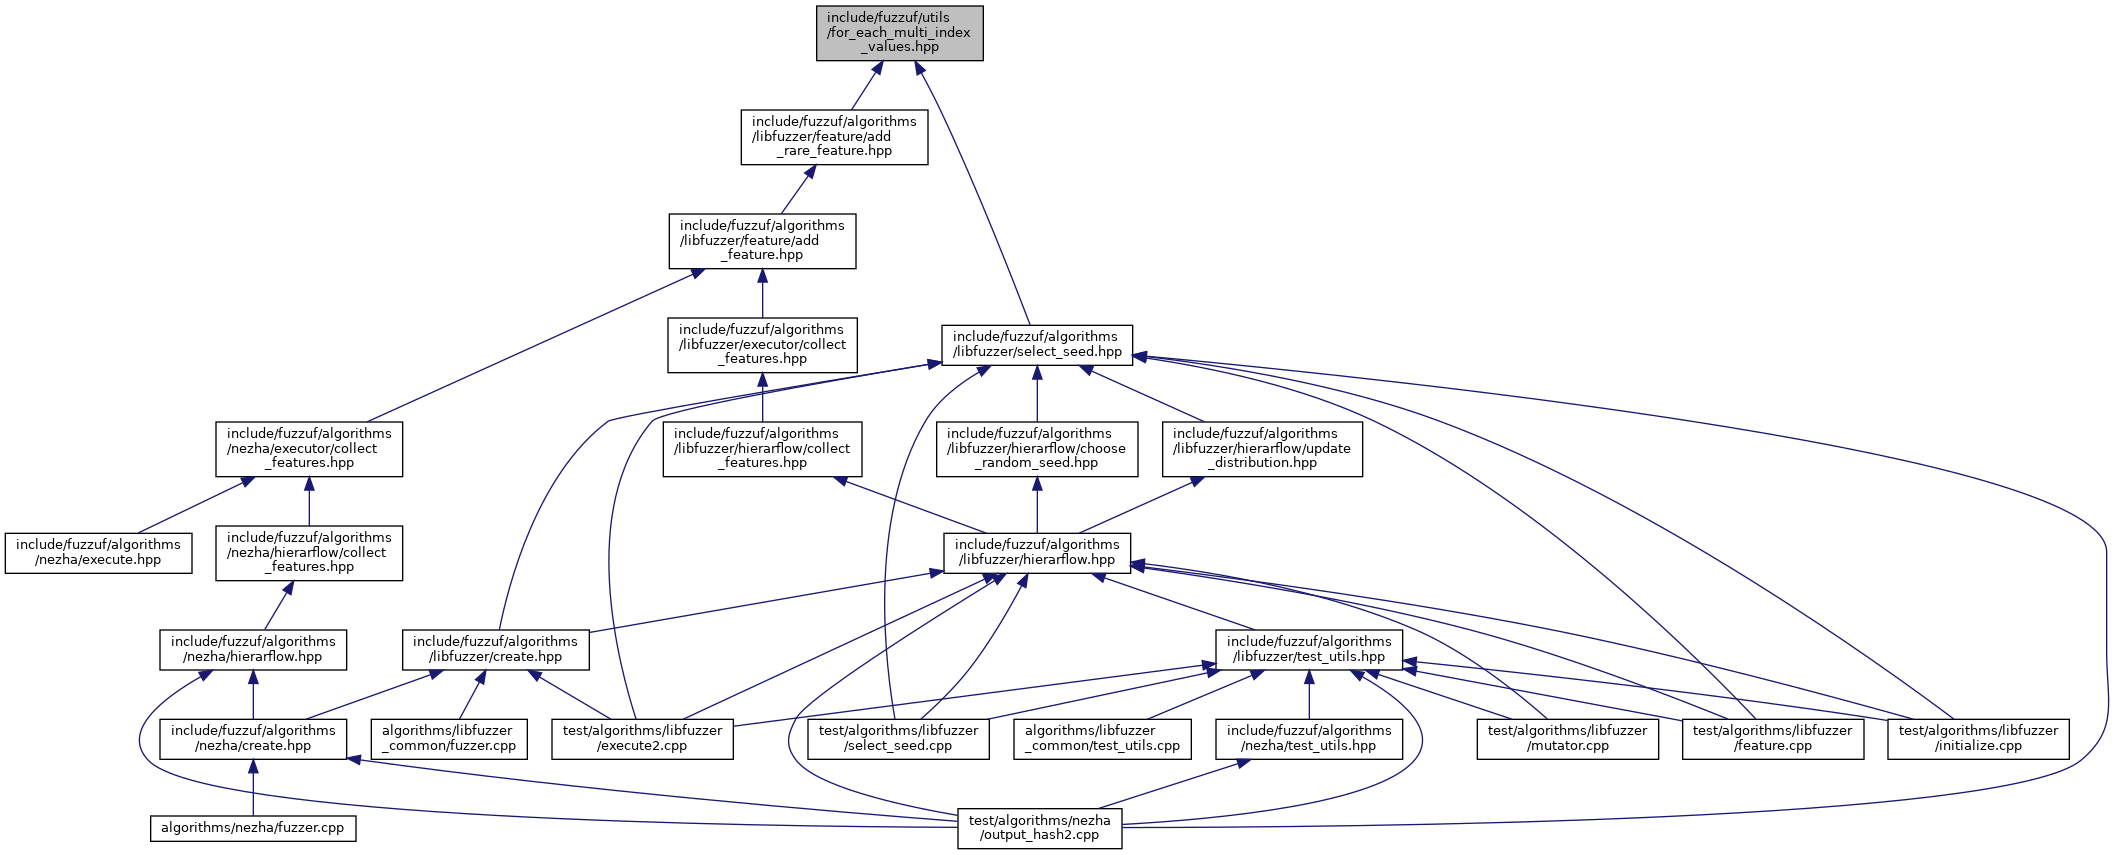 include/fuzzuf/utils
/for_each_multi_index
_values.hpp
include/fuzzuf/algorithms
/libfuzzer/feature/add
_rare_feature.hpp
include/fuzzuf/algorithms
/libfuzzer/feature/add
_feature.hpp
include/fuzzuf/algorithms
/libfuzzer/executor/collect
_features.hpp
include/fuzzuf/algorithms
/libfuzzer/select_seed.hpp
include/fuzzuf/algorithms
/nezha/executor/collect
_features.hpp
include/fuzzuf/algorithms
/libfuzzer/hierarflow/collect
_features.hpp
include/fuzzuf/algorithms
/libfuzzer/hierarflow/choose
_random_seed.hpp
include/fuzzuf/algorithms
/libfuzzer/hierarflow/update
_distribution.hpp
include/fuzzuf/algorithms
/nezha/execute.hpp
include/fuzzuf/algorithms
/nezha/hierarflow/collect
_features.hpp
include/fuzzuf/algorithms
/libfuzzer/hierarflow.hpp
include/fuzzuf/algorithms
/nezha/hierarflow.hpp
include/fuzzuf/algorithms
/libfuzzer/create.hpp
include/fuzzuf/algorithms
/libfuzzer/test_utils.hpp
include/fuzzuf/algorithms
/nezha/create.hpp
algorithms/libfuzzer
_common/fuzzer.cpp
test/algorithms/libfuzzer
/execute2.cpp
test/algorithms/libfuzzer
/select_seed.cpp
algorithms/libfuzzer
_common/test_utils.cpp
include/fuzzuf/algorithms
/nezha/test_utils.hpp
test/algorithms/libfuzzer
/mutator.cpp
test/algorithms/libfuzzer
/feature.cpp
test/algorithms/libfuzzer
/initialize.cpp
algorithms/nezha/fuzzer.cpp
test/algorithms/nezha
/output_hash2.cpp